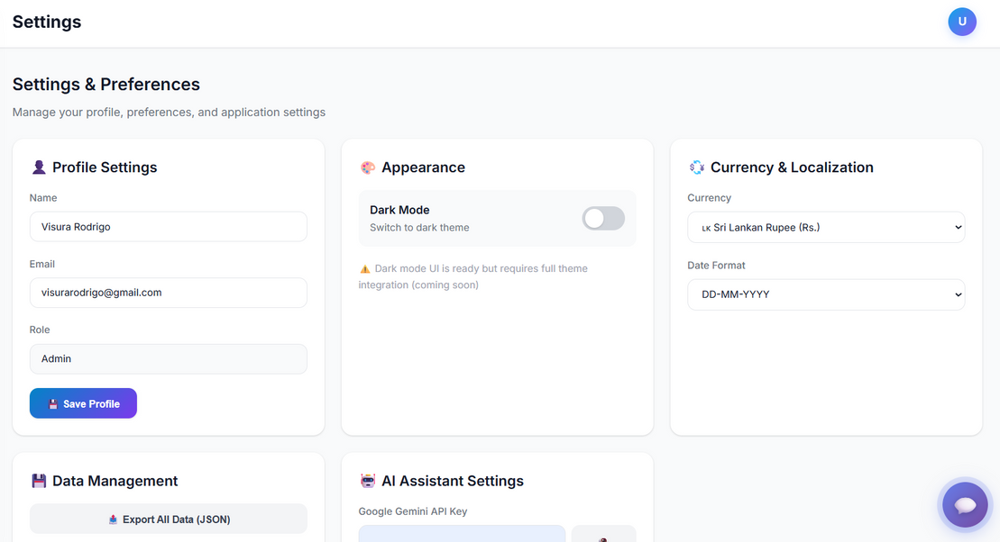 Settings
U
Settings & Preferences
Manage your profile, preferences, and application settings
👤 Profile Settings
Name
Visura Rodrigo
Email
visurarodrigo@gmail.com
Role
Admin
💾 Save Profile
🎨 Appearance
Dark Mode
Switch to dark theme
⚠️ Dark mode UI is ready but requires full theme
integration (coming soon)
💱 Currency & Localization
Currency
LK Sri Lankan Rupee (Rs.)
Date Format
DD-MM-YYYY
💾 Data Management
📤 Export All Data (JSON)
🤖 AI Assistant Settings
Google Gemini API Key